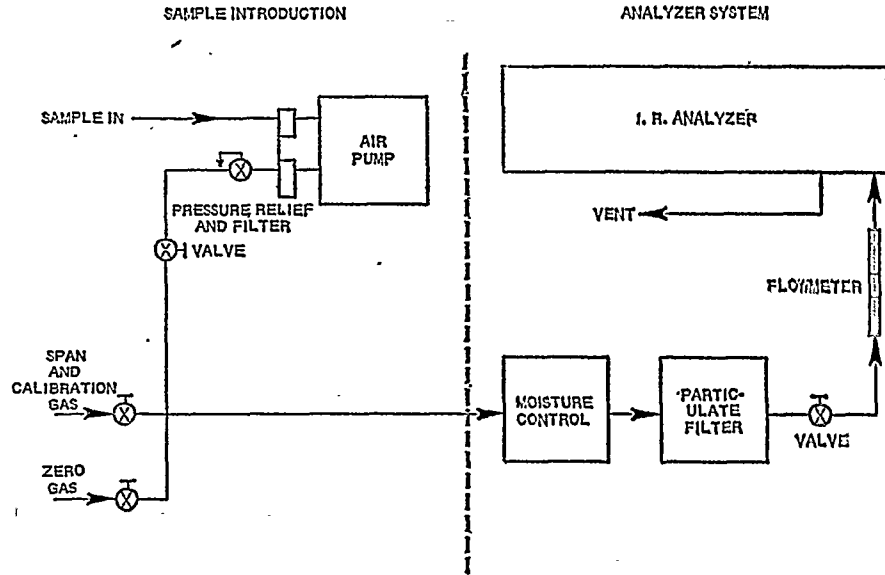 SAMPLE INTRODUCTION
ANALYZER SYSTEM
SAMPLE IN
AIR
PUMP
I. R. ANALYZER
PRESSURE RELIEF
AND FILTER
VALVE
VENT
FLOWMETER
SPAN
AND
CALIBRATION
GAS
MOISTURE
CONTROL
PARTIC-
ULATE
FILTER
VALVE
ZERO
GAS